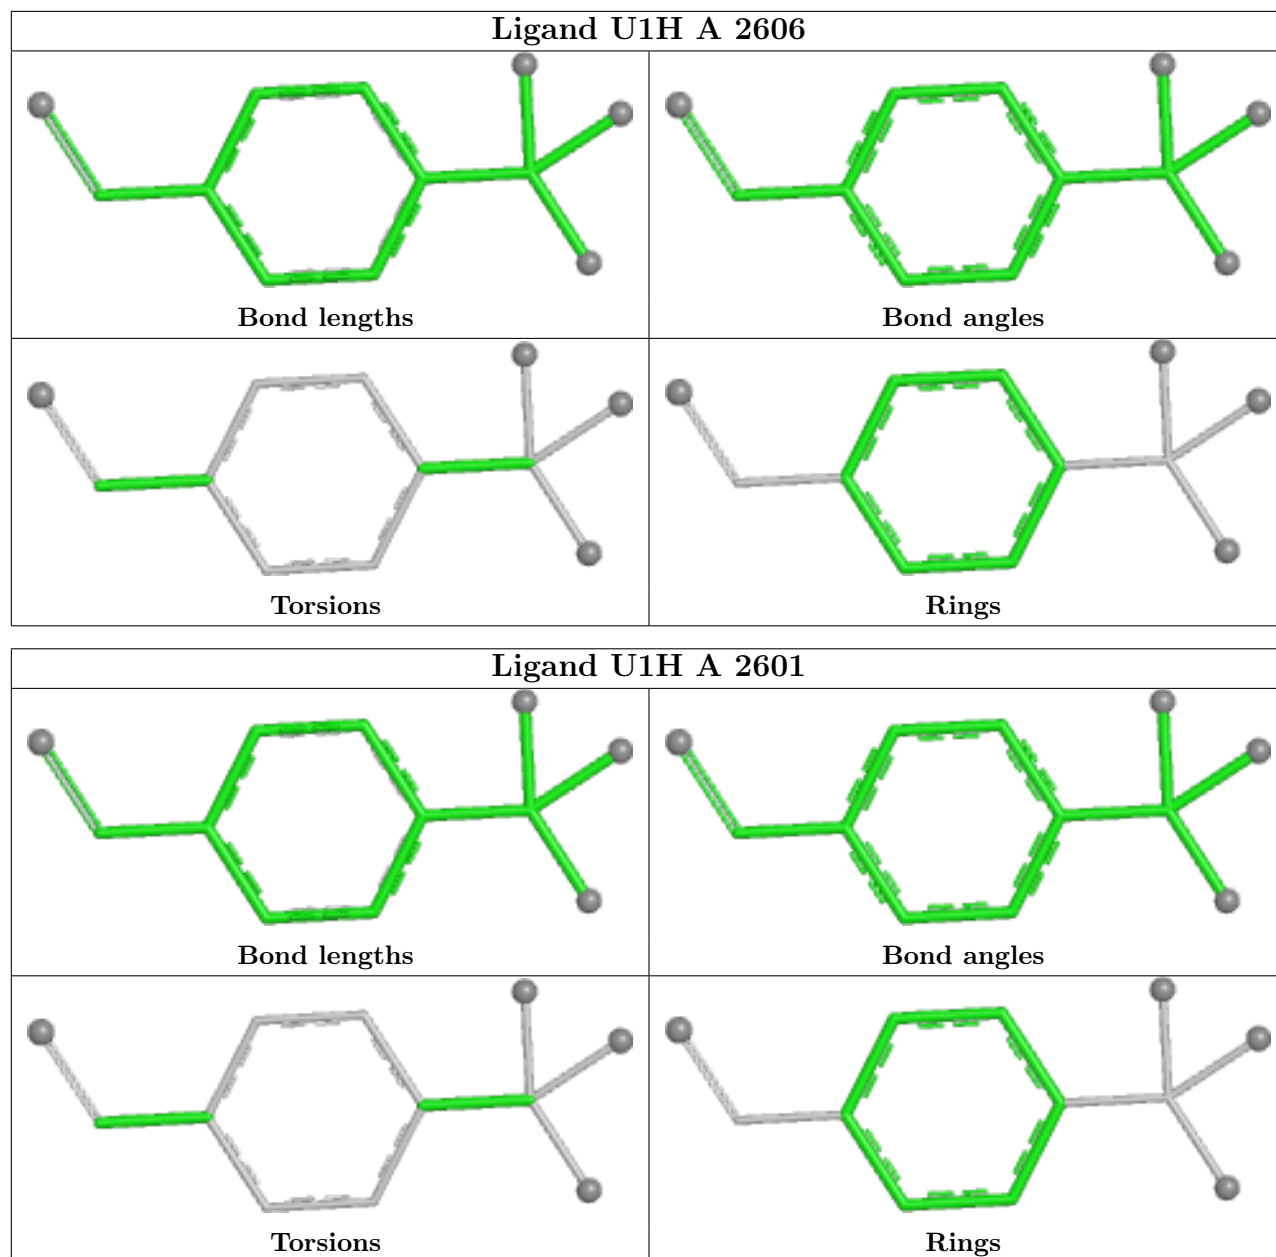 Ligand U1H A 2606
Bond lengths
Bond angles
Torsions
Rings
Ligand U1H A 2601
Bond lengths
Bond angles
Torsions
Rings